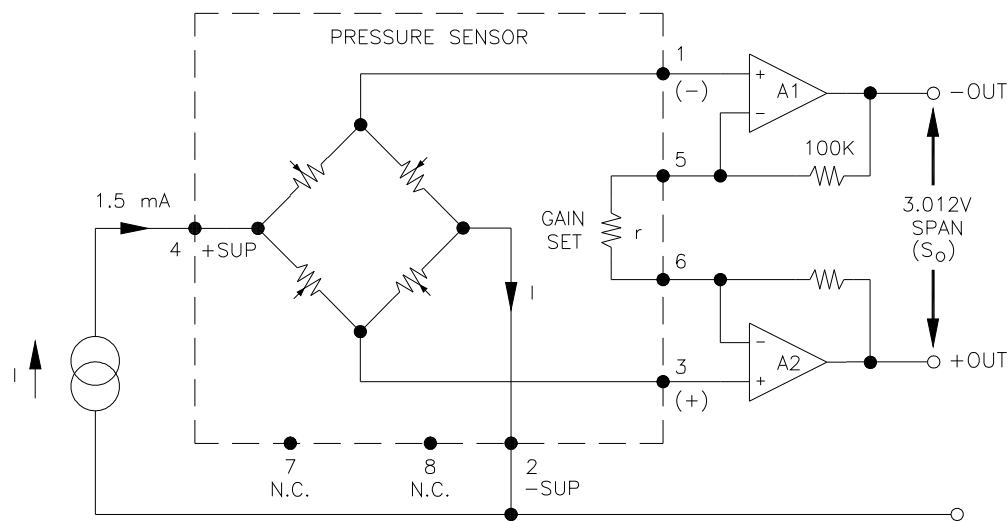 PRESSURE SENSOR
1
(-)
+
A1
-
-OUT
5
100K
1.5 mA
GAIN
SET
r
3.012V
SPAN
(So)
4
+SUP
6
I
I
-
A2
+
3
(+)
+OUT
7
N.C.
8
N.C.
2
-SUP